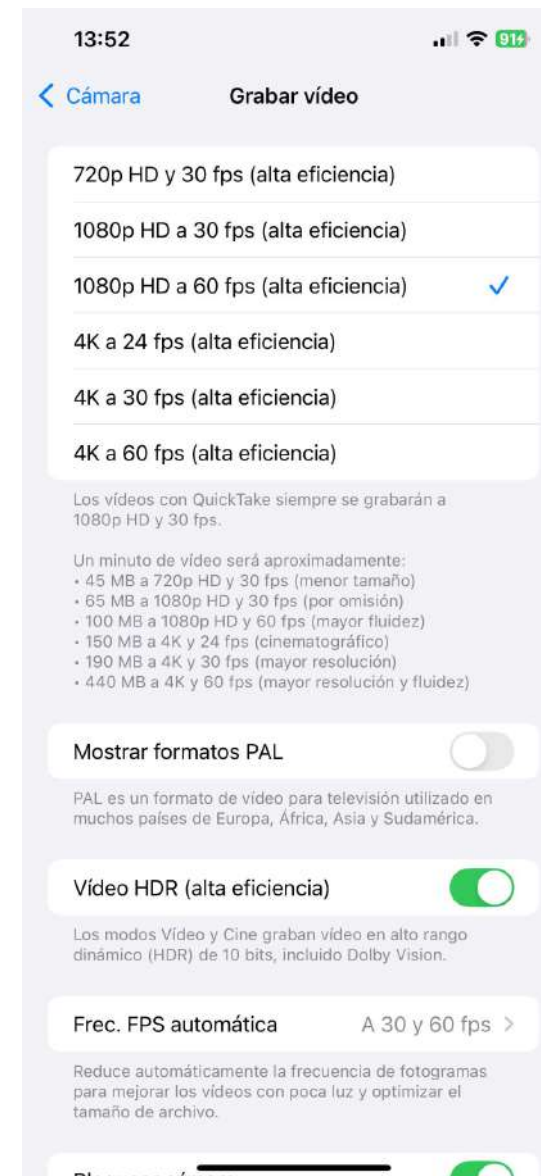 13:52
91
Cámara
Grabar vídeo
720p HD y 30 fps (alta eficiencia)
1080p HD a 30 fps (alta eficiencia)
1080p HD a 60 fps (alta eficiencia)
4K a 24 fps (alta eficiencia)
4K a 30 fps (alta eficiencia)
4K a 60 fps (alta eficiencia)
Los vídeos con QuickTake siempre se grabarán a
1080p HD y 30 fps.
Un minuto de vídeo será aproximadamente:
• 45 MB a 720p HD y 30 fps (menor tamaño)
• 65 MB a 1080p HD y 30 fps (por omisión)
• 100 MB a 1080p HD y 60 fps (mayor fluidez)
• 150 MB a 4K y 24 fps (cinematográfico)
• 190 MB a 4K y 30 fps (mayor resolución)
• 440 MB a 4K y 60 fps (mayor resolución y fluidez)
Mostrar formatos PAL
PAL es un formato de vídeo para televisión utilizado en
muchos países de Europa, África, Asia y Sudamérica.
Vídeo HDR (alta eficiencia)
Los modos Vídeo y Cine graban vídeo en alto rango
dinámico (HDR) de 10 bits, incluido Dolby Vision.
Frec. FPS automática
A 30 y 60 fps
Reduce automáticamente la frecuencia de fotogramas
para mejorar los vídeos con poca luz y optimizar el
tamaño de archivo.